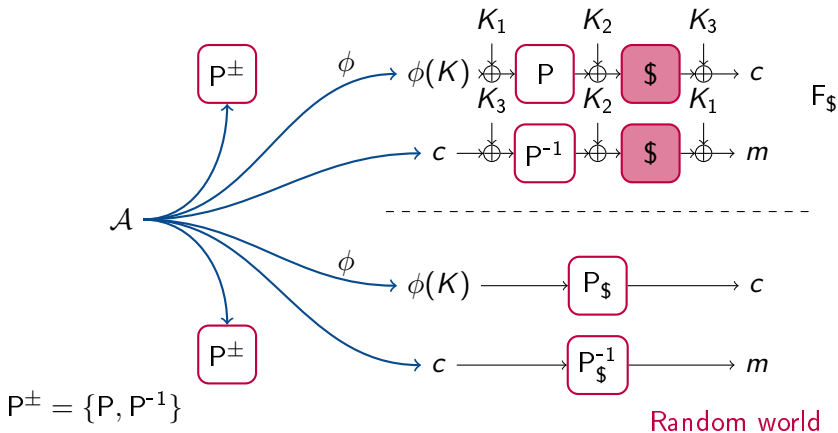 K₁ K₂ K₃
P± ϕ ϕ(K) P $ c
F$
K₃ K₂ K₁
c P⁻¹ $ m
𝒜
ϕ ϕ(K) P$ c
P± c P$⁻¹ m
P± = {P, P⁻¹}
Random world